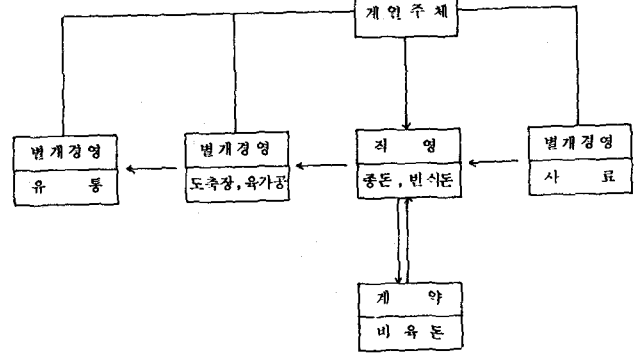 계열주체
별개경영
유 통
별개경영
도축장, 육가공
직 영
종돈, 번식돈
별개경영
사 료
계 약
비육돈